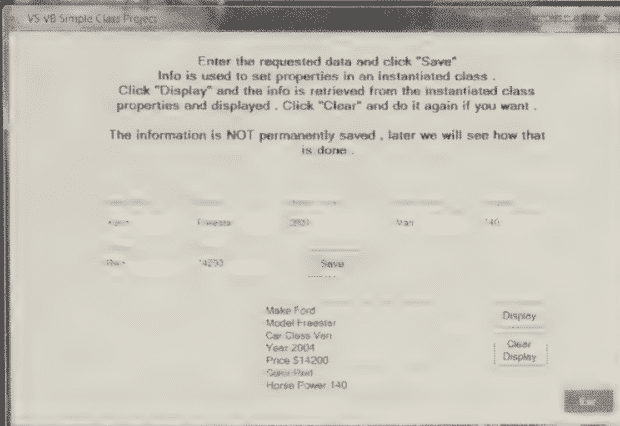 VS VB Simple Class Project
Enter the requested data and click "Save"
Info is used to set properties in an instantiated class .
Click "Display" and the info is retrieved from the instantiated class
properties and displayed . Click "Clear" and do it again if you want .
The information is NOT permanently saved , later we will see how that
is done .
140
Save
Make Ford
Model Freestar
Car Class Van
Year 2004
Price $14200
Color Red
Horse Power 140
Display
Clear
Display